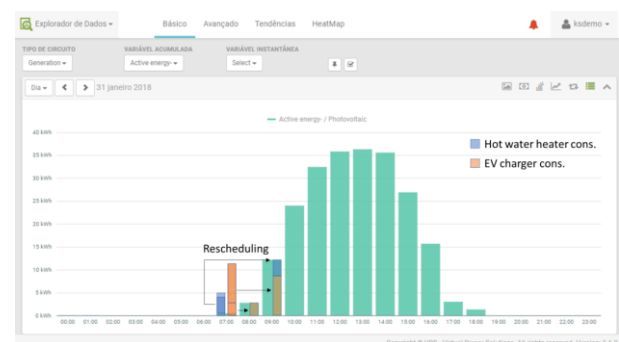 Explorador de Dados
Básico
Avançado
Tendências
HeatMap
ksdemo
TIPO DE CIRCUITO
VARIÁVEL ACUMULADA
VARIÁVEL INSTANTÂNEA
Generation
Active energy-
Select
Dia
31 janeiro 2018
Active energy- / Photovoltaic
40 kWh
35 kWh
30 kWh
25 kWh
20 kWh
15 kWh
10 kWh
5 kWh
0 kWh
Hot water heater cons.
EV charger cons.
Rescheduling
00:00 01:00 02:00 03:00 04:00 05:00 06:00 07:00 08:00 09:00 10:00 11:00 12:00 13:00 14:00 15:00 16:00 17:00 18:00 19:00 20:00 21:00 22:00 23:00